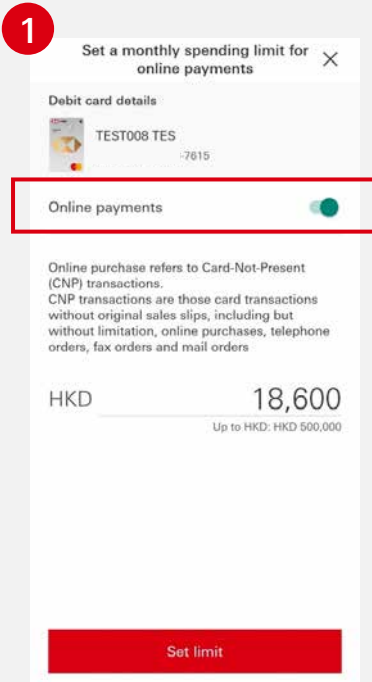 1
Set a monthly spending limit for
online payments
Debit card details
TEST008 TES
-7615
Online payments
Online purchase refers to Card-Not-Present
(CNP) transactions.
CNP transactions are those card transactions
without original sales slips, including but
without limitation, online purchases, telephone
orders, fax orders and mail orders
HKD 18,600
Up to HKD: HKD 500,000
Set limit